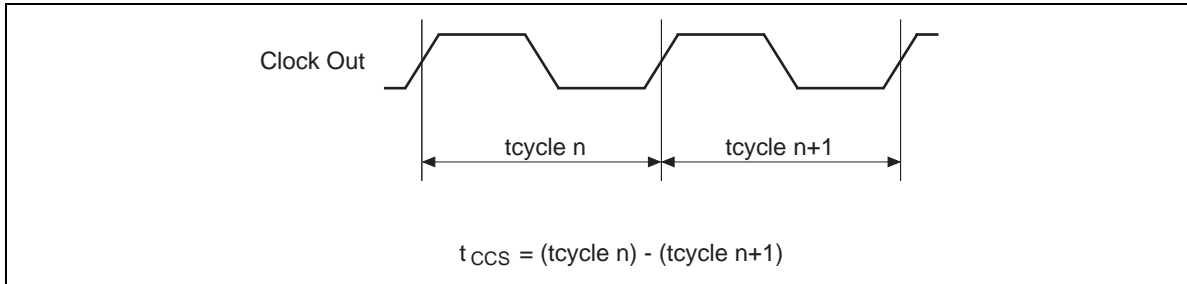 Clock Out
tcycle n
tcycle n+1
t CCS = (tcycle n) - (tcycle n+1)